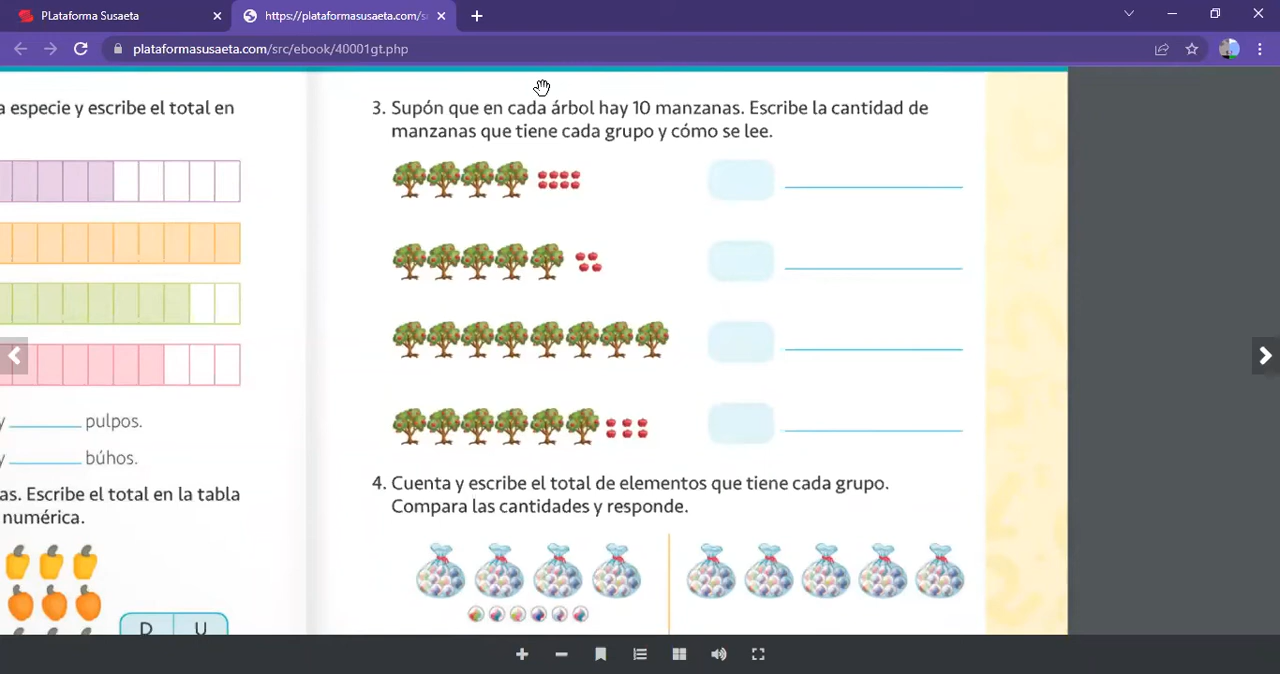 PLataforma Susaeta
https://plataformasusaeta.com/s
plataformasusaeta.com/src/ebook/40001gt.php
a especie y escribe el total en
y ________ pulpos.
y ________ búhos.
as. Escribe el total en la tabla
numérica.
D U
3. Supón que en cada árbol hay 10 manzanas. Escribe la cantidad de
manzanas que tiene cada grupo y cómo se lee.
4. Cuenta y escribe el total de elementos que tiene cada grupo.
Compara las cantidades y responde.